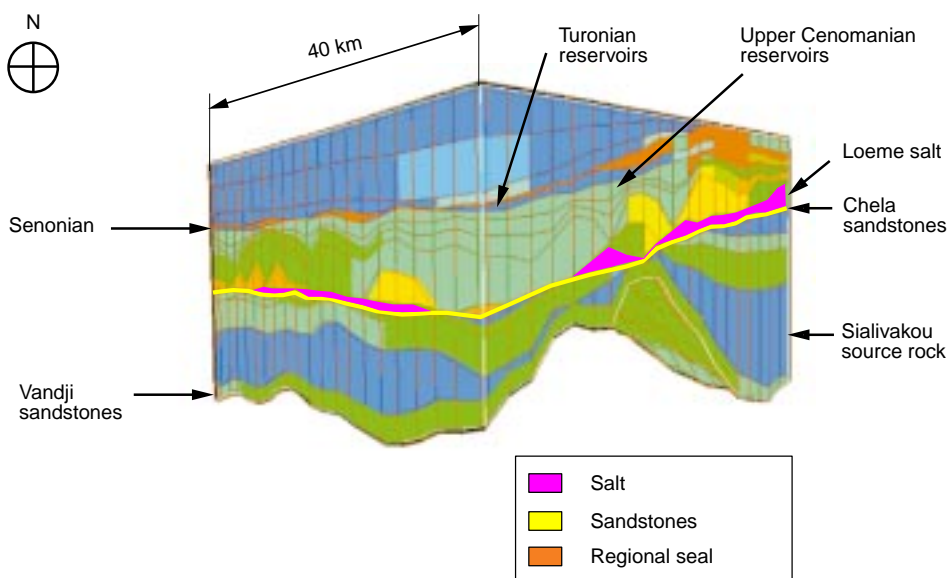 N
40 km
Turonian
reservoirs
Upper Cenomanian
reservoirs
Loeme salt
Senonian
Chela
sandstones
Sialivakou
source rock
Vandji
sandstones
Salt
Sandstones
Regional seal